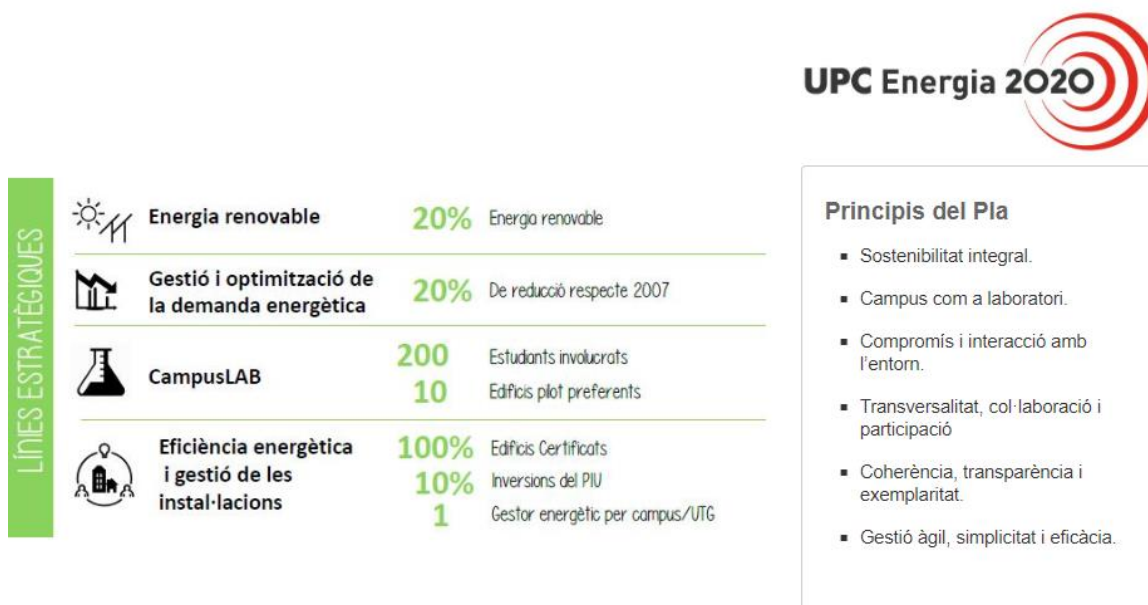 UPC Energia 2020
LÍNIES ESTRATÈGIQUES
Energia renovable
20% Energia renovable
Gestió i optimització de
la demanda energètica
20% De reducció respecte 2007
CampusLAB
200 Estudiants involucrats
10 Edificis pilot preferents
Eficiència energètica
i gestió de les
instal·lacions
100% Edificis Certificats
10% Inversions del PIU
1 Gestor energètic per campus/UTG
Principis del Pla
▪ Sostenibilitat integral.
▪ Campus com a laboratori.
▪ Compromís i interacció amb
l'entorn.
▪ Transversalitat, col·laboració i
participació
▪ Coherència, transparència i
exemplaritat.
▪ Gestió àgil, simplicitat i eficàcia.